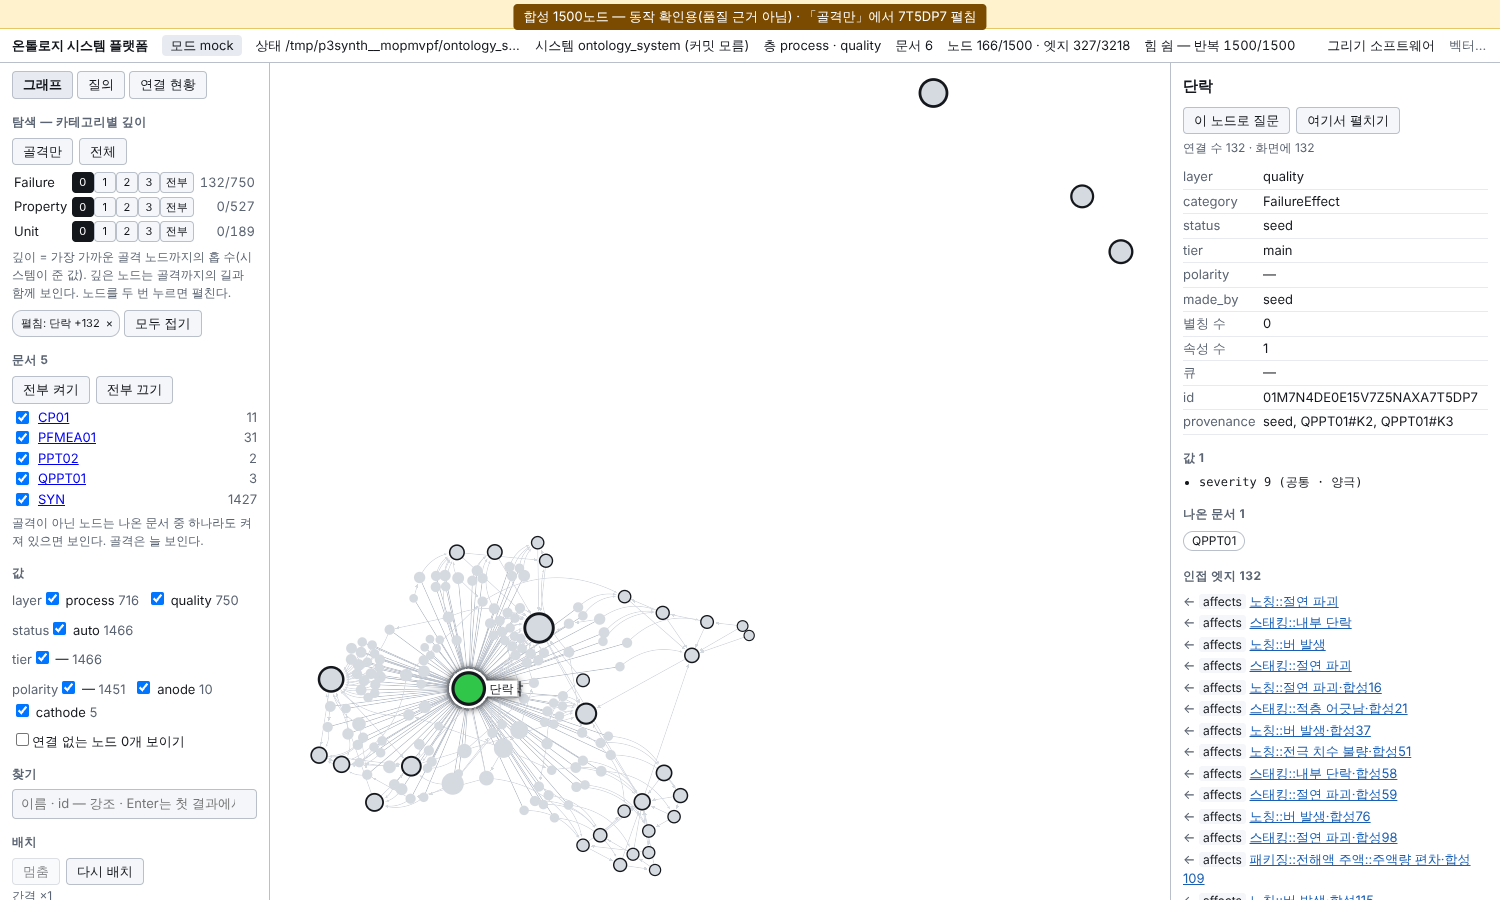 합성 1500노드 — 동작 확인용(품질 근거 아님) · 「골격만」에서 7T5DP7 펼침
온톨로지 시스템 플랫폼 모드 mock 상태 /tmp/p3synth__mopmvpf/ontology_s... 시스템 ontology_system (커밋 모름) 층 process · quality 문서 6 노드 166/1500 · 엣지 327/3218 힘 쉼 — 반복 1500/1500 그리기 소프트웨어 벡터...
그래프 질의 연결 현황
탐색 — 카테고리별 깊이
골격만 전체
Failure 0 1 2 3 전부 132/750
Property 0 1 2 3 전부 0/527
Unit 0 1 2 3 전부 0/189
깊이 = 가장 가까운 골격 노드까지의 홉 수(시
스템이 준 값). 깊은 노드는 골격까지의 길과
함께 보인다. 노드를 두 번 누르면 펼친다.
펼침: 단락 +132 × 모두 접기
문서 5
전부 켜기 전부 끄기
CP01 11
PFMEA01 31
PPT02 2
QPPT01 3
SYN 1427
골격이 아닌 노드는 나온 문서 중 하나라도 켜
져 있으면 보인다. 골격은 늘 보인다.
값
layer process 716 quality 750
status auto 1466
tier — 1466
polarity — 1451 anode 10
cathode 5
연결 없는 노드 0개 보이기
찾기
이름 · id — 강조 · Enter는 첫 결과에
배치
멈춤 다시 배치
간격 ×1
단락
단락
이 노드로 질문 여기서 펼치기
연결 수 132 · 화면에 132
layer quality
category FailureEffect
status seed
tier main
polarity —
made_by seed
별칭 수 0
속성 수 1
큐 —
id 01M7N4DE0E15V7Z5NAXA7T5DP7
provenance seed, QPPT01#K2, QPPT01#K3
값 1
• severity 9 (공통 · 양극)
나온 문서 1
QPPT01
인접 엣지 132
← affects 노칭::절연 파괴
← affects 스태킹::내부 단락
← affects 노칭::버 발생
← affects 스태킹::절연 파괴
← affects 노칭::절연 파괴·합성16
← affects 스태킹::적층 어긋남·합성21
← affects 노칭::버 발생·합성37
← affects 노칭::전극 치수 불량·합성51
← affects 스태킹::내부 단락·합성58
← affects 스태킹::절연 파괴·합성59
← affects 노칭::버 발생·합성76
← affects 스태킹::절연 파괴·합성98
← affects 패키징::전해액 주액::주액량 편차·합성
109
← affects 노칭::버 발생·합성115